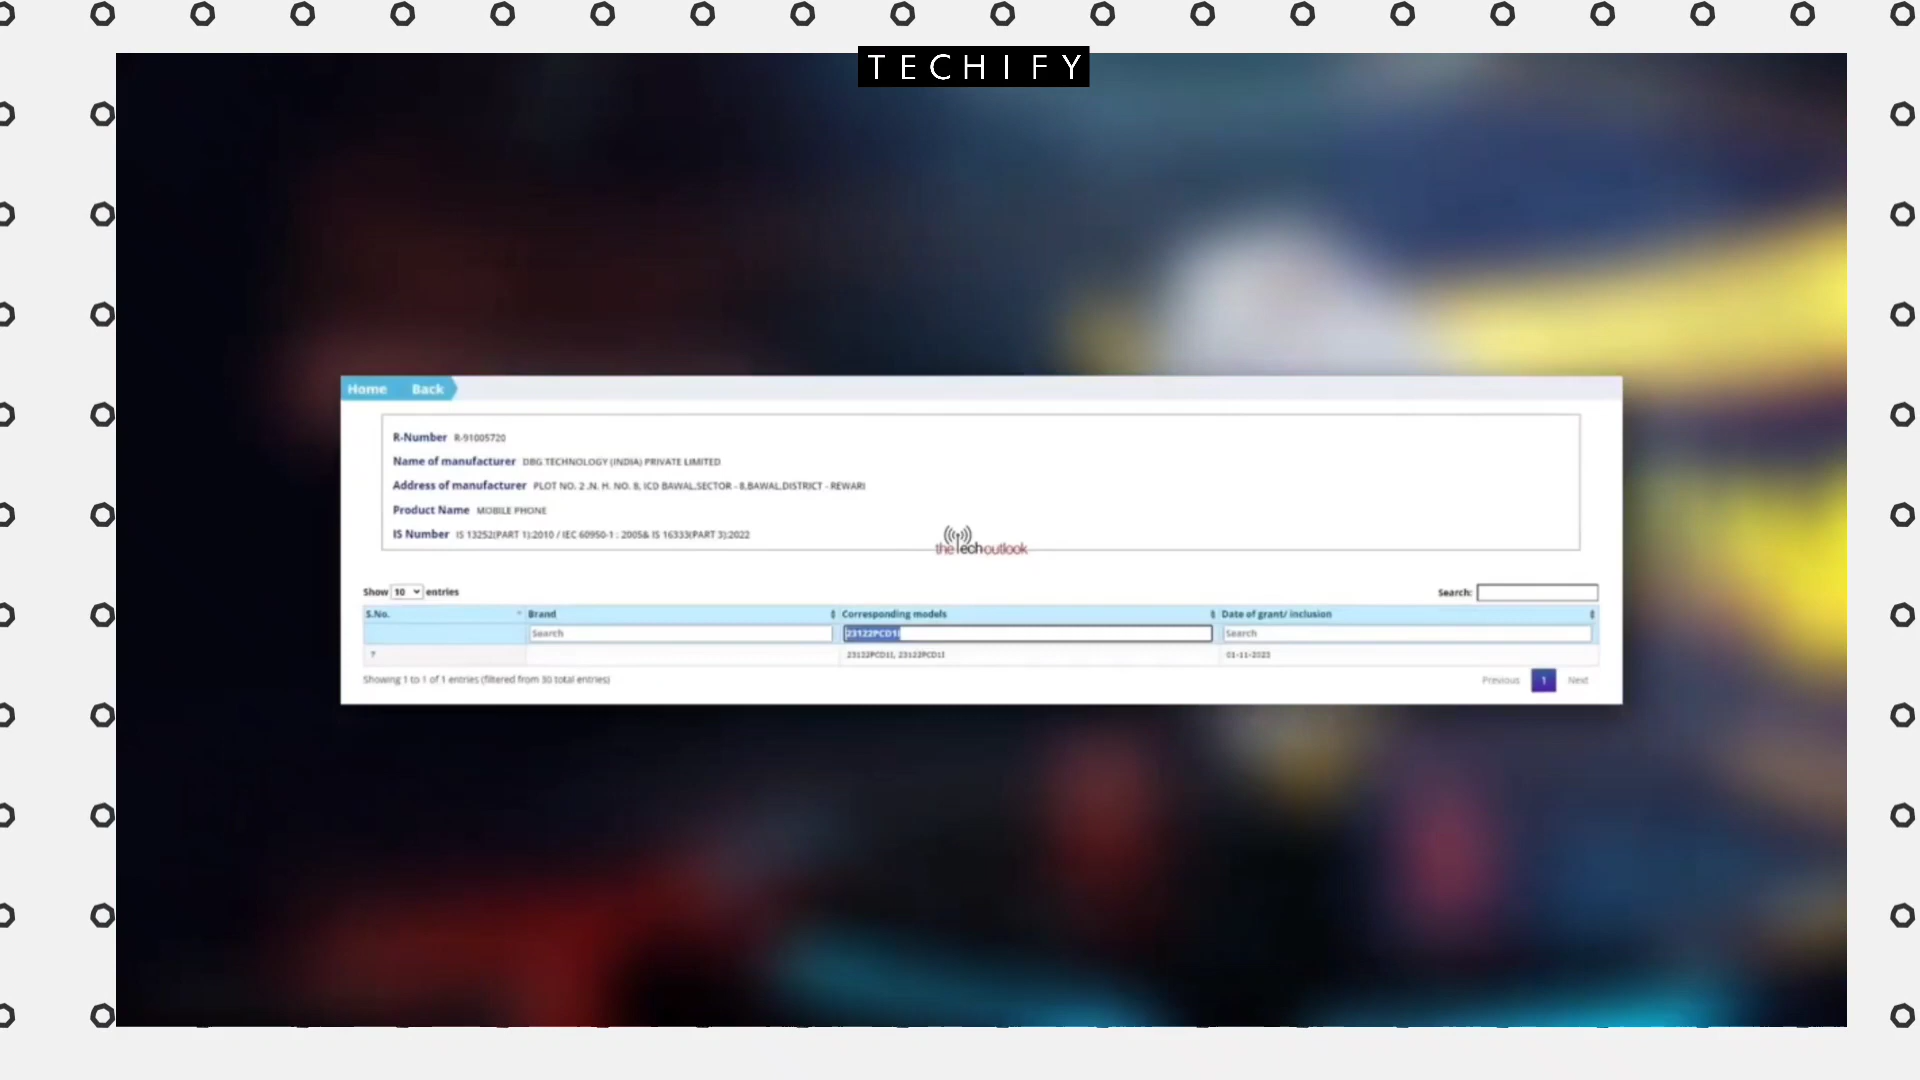 TECHIFY
Home Back
R-Number R-91005720
Name of manufacturer DBG TECHNOLOGY (INDIA) PRIVATE LIMITED
Address of manufacturer PLOT NO. 2 ,N. H. NO. 8, ICD BAWAL,SECTOR - 8,BAWAL,DISTRICT - REWARI
Product Name MOBILE PHONE
IS Number IS 13252(PART 1):2010 / IEC 60950-1 : 2005& IS 16333(PART 3):2022
theTechoutlook
Show 10 entries Search:
S.No. Brand Corresponding models Date of grant/ inclusion
Search 23122PCD1I Search
7 23122PCD1I, 23122PCD1I 01-11-2023
Showing 1 to 1 of 1 entries (filtered from 30 total entries) Previous 1 Next